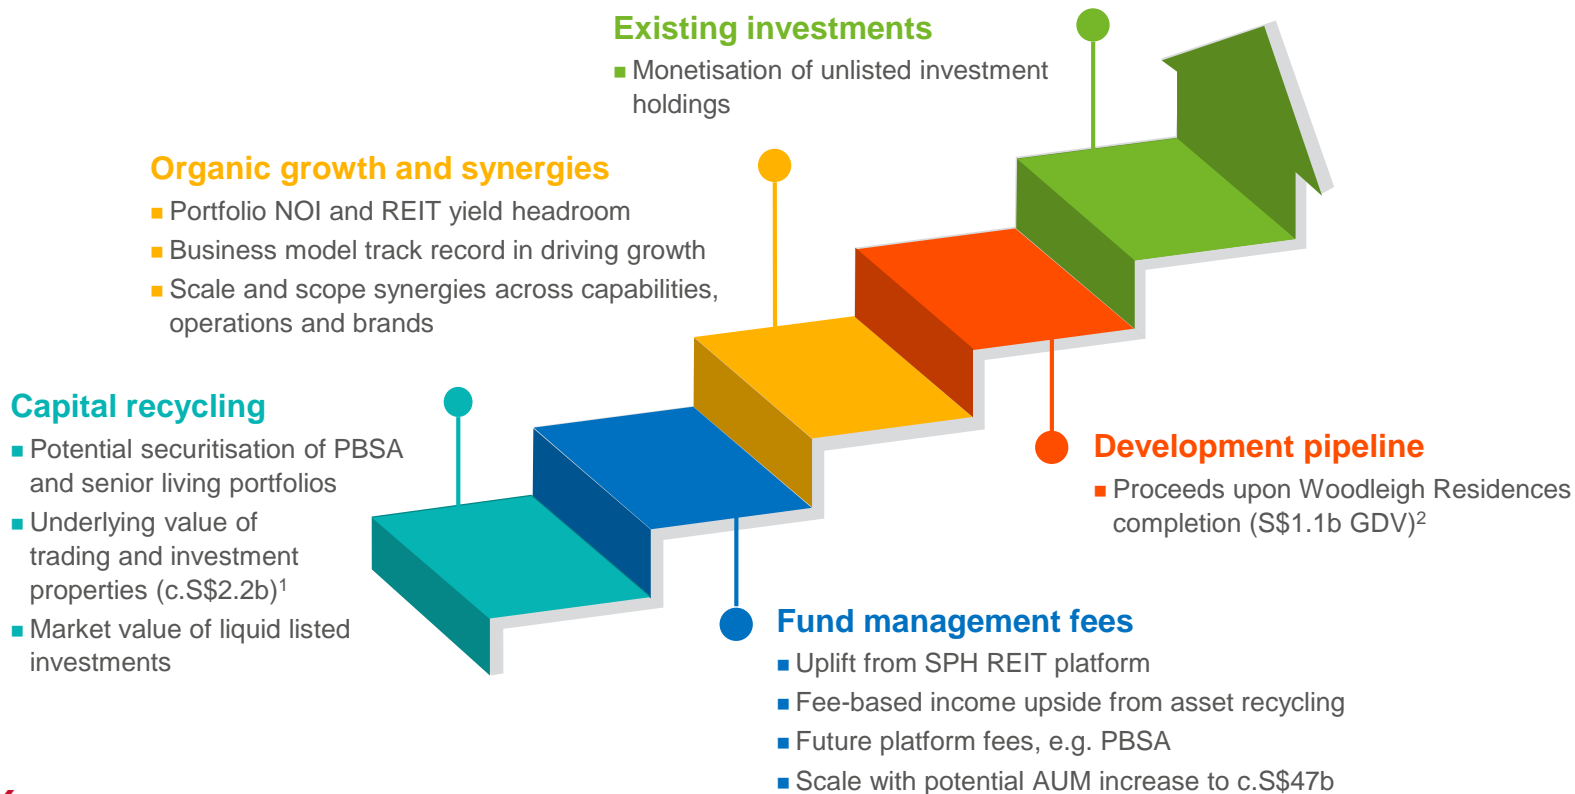 Existing investments
■ Monetisation of unlisted investment
holdings
Organic growth and synergies
■ Portfolio NOI and REIT yield headroom
■ Business model track record in driving growth
■ Scale and scope synergies across capabilities,
operations and brands
Capital recycling
■ Potential securitisation of PBSA
and senior living portfolios
■ Underlying value of
trading and investment
properties (c.S$2.2b)¹
■ Market value of liquid listed
investments
Development pipeline
■ Proceeds upon Woodleigh Residences
completion (S$1.1b GDV)²
Fund management fees
■ Uplift from SPH REIT platform
■ Fee-based income upside from asset recycling
■ Future platform fees, e.g. PBSA
■ Scale with potential AUM increase to c.S$47b